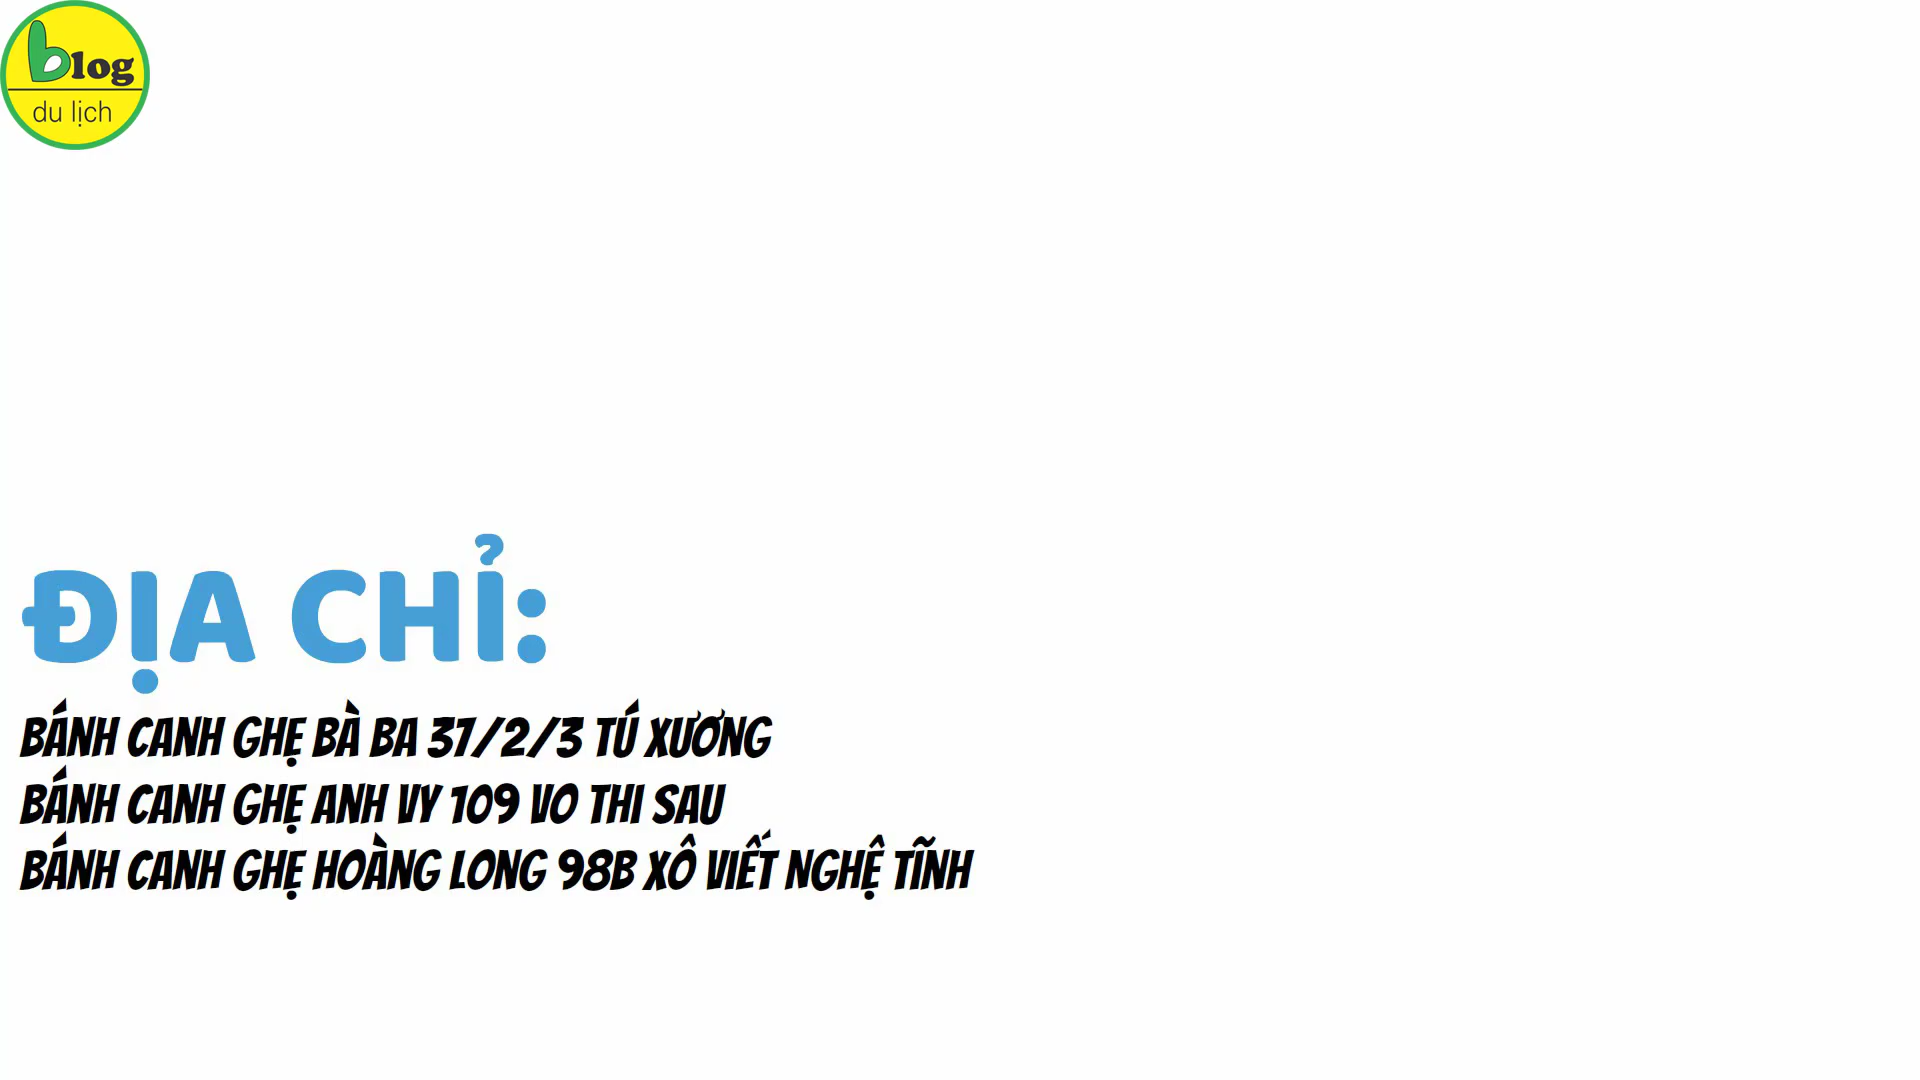 blog
du lịch
ĐỊA CHỈ:
BÁNH CANH GHẸ BÀ BA 37/2/3 TÚ XƯƠNG
BÁNH CANH GHẸ ANH VY 109 VO THI SAU
BÁNH CANH GHẸ HOÀNG LONG 98B XÔ VIẾT NGHỆ TĨNH